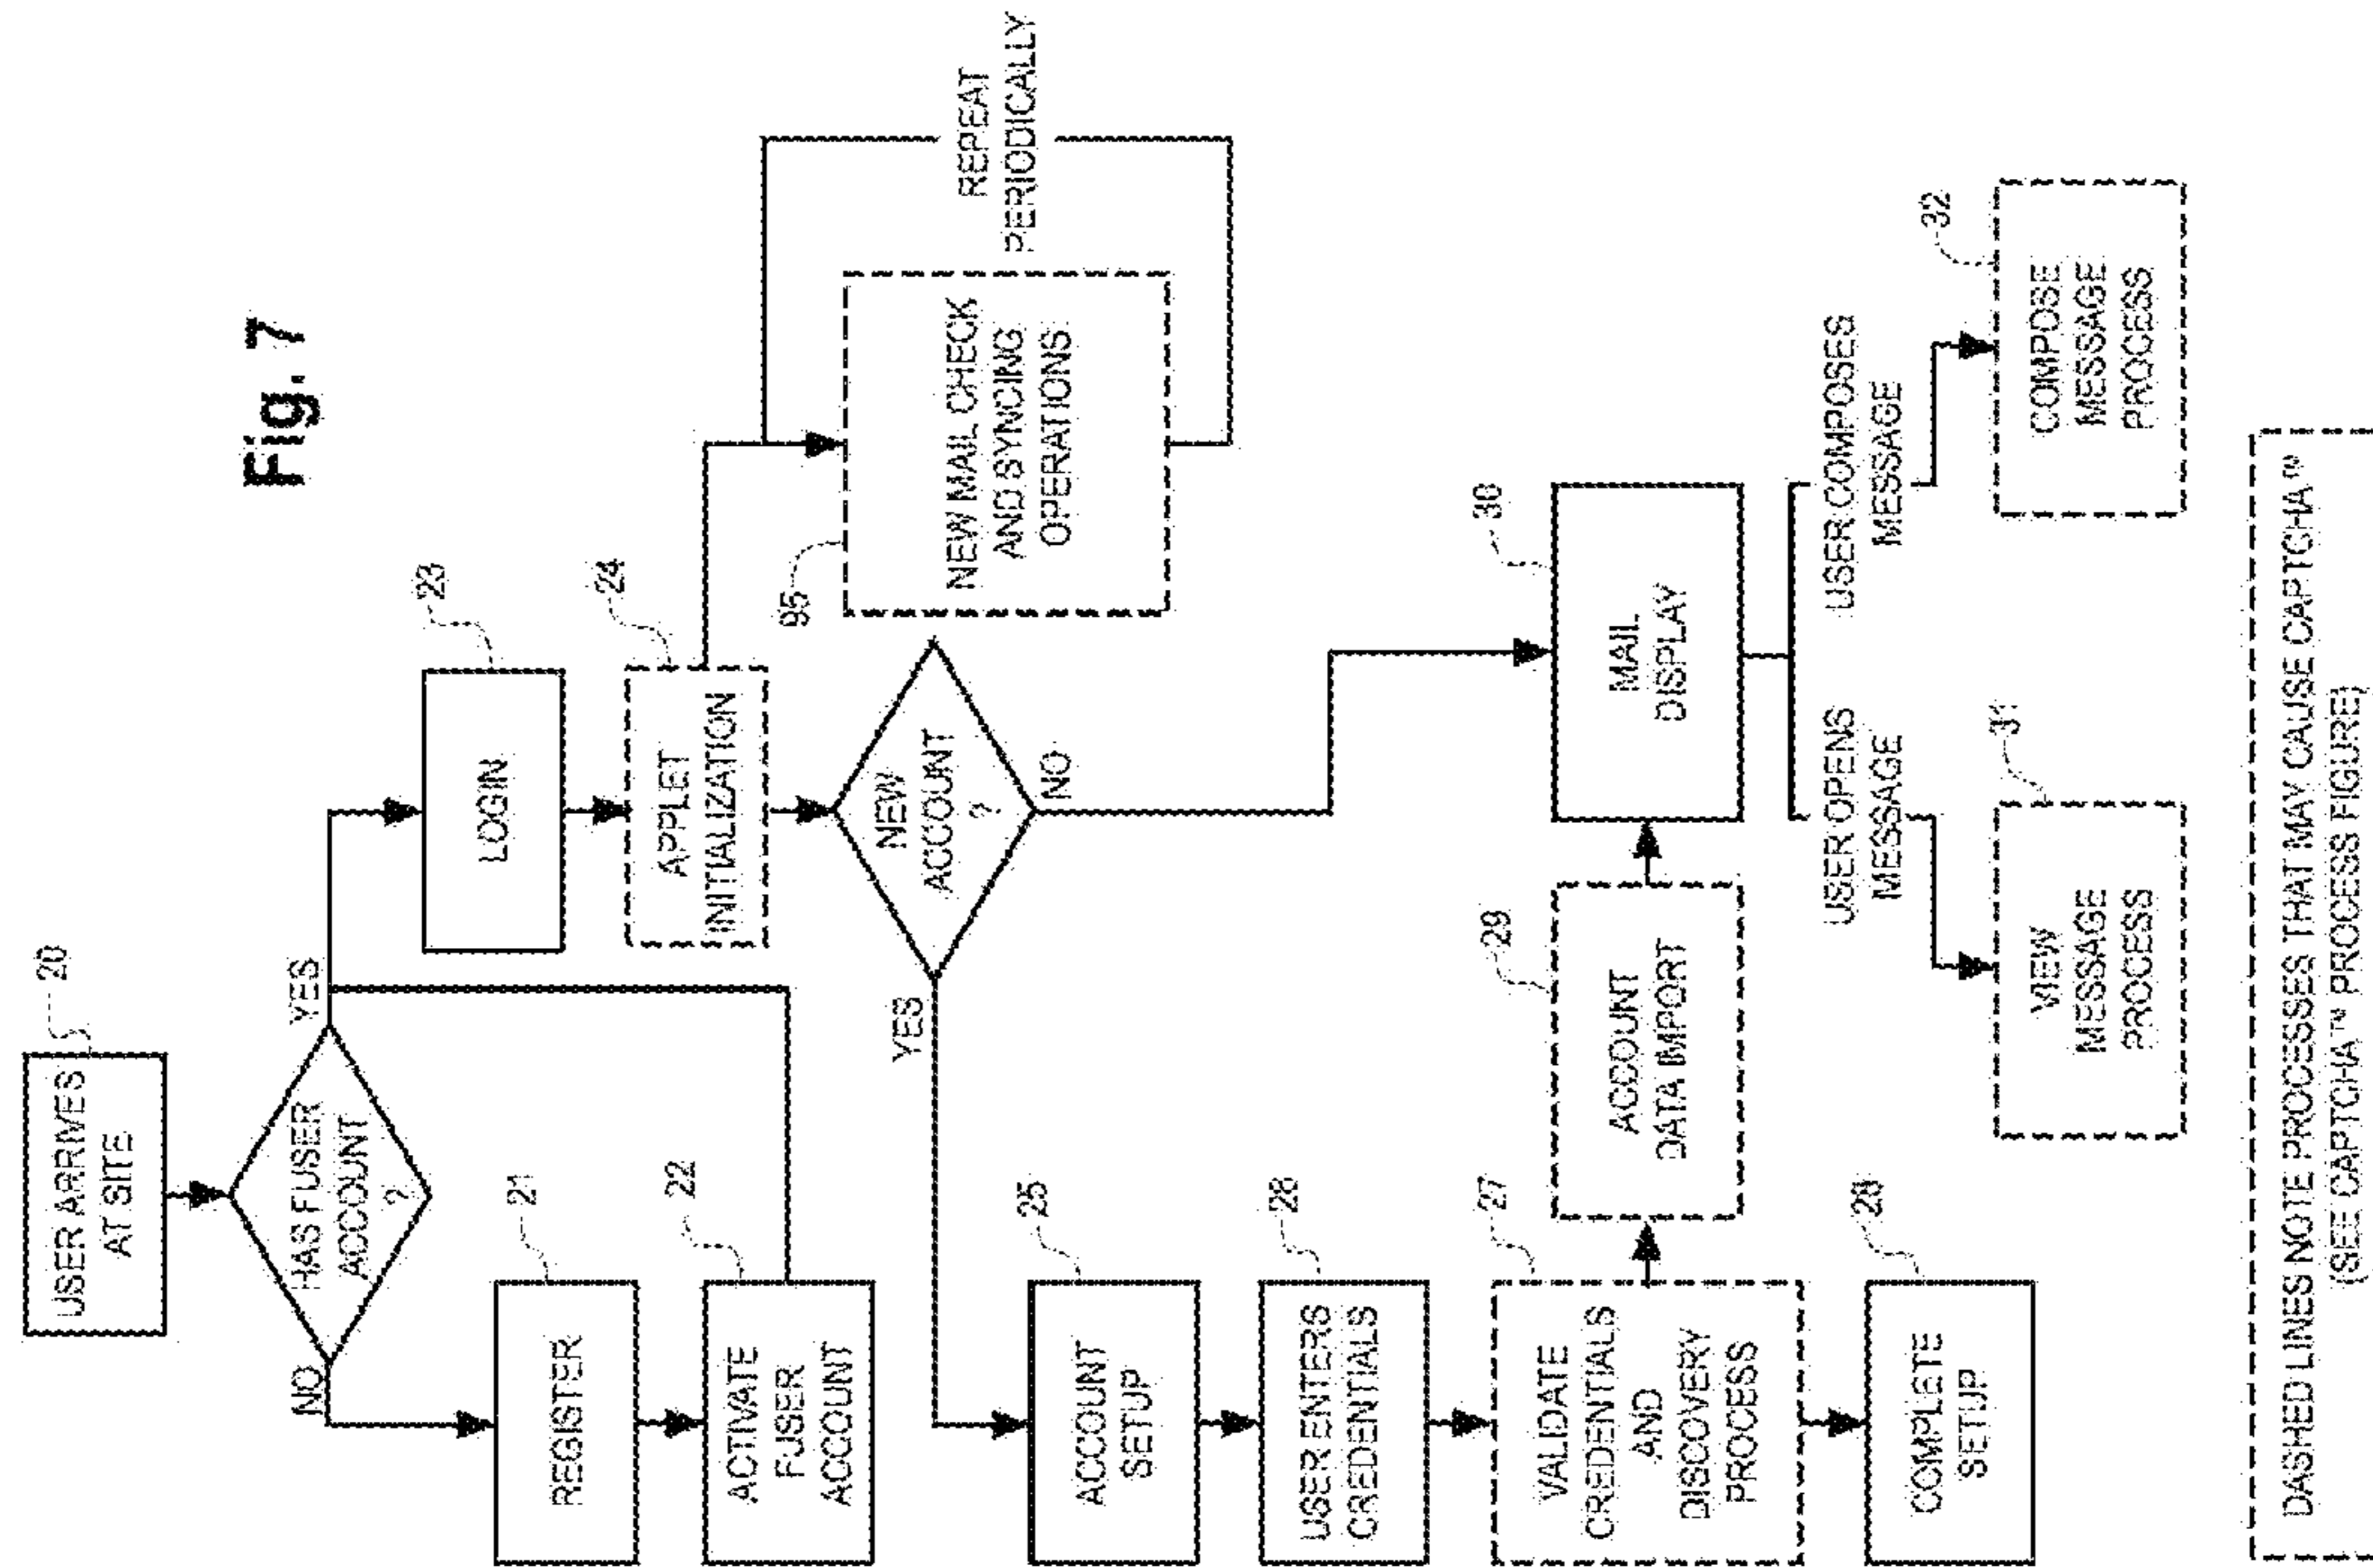 Fig. 7
USER ARRIVES
AT SITE
20
HAS FUSER
ACCOUNT
?
YES
NO
REGISTER
21
ACTIVATE
FUSER
ACCOUNT
22
LOGIN
23
APPLET
INITIALIZATION
24
NEW MAIL CHECK
AND SYNCING
OPERATIONS
95
REPEAT
PERIODICALLY
NEW
ACCOUNT
?
YES
NO
ACCOUNT
SETUP
25
USER ENTERS
CREDENTIALS
VALIDATE
CREDENTIALS
AND
DISCOVERY
PROCESS
27
COMPLETE
SETUP
28
ACCOUNT
DATA IMPORT
29
MAIL
DISPLAY
30
USER OPENS
MESSAGE
USER COMPOSES
MESSAGE
VIEW
MESSAGE
PROCESS
31
COMPOSE
MESSAGE
PROCESS
32
DASHED LINES NOTE PROCESSES THAT MAY CAUSE CAPTCHA™
(SEE CAPTCHA™ PROCESS FIGURE)